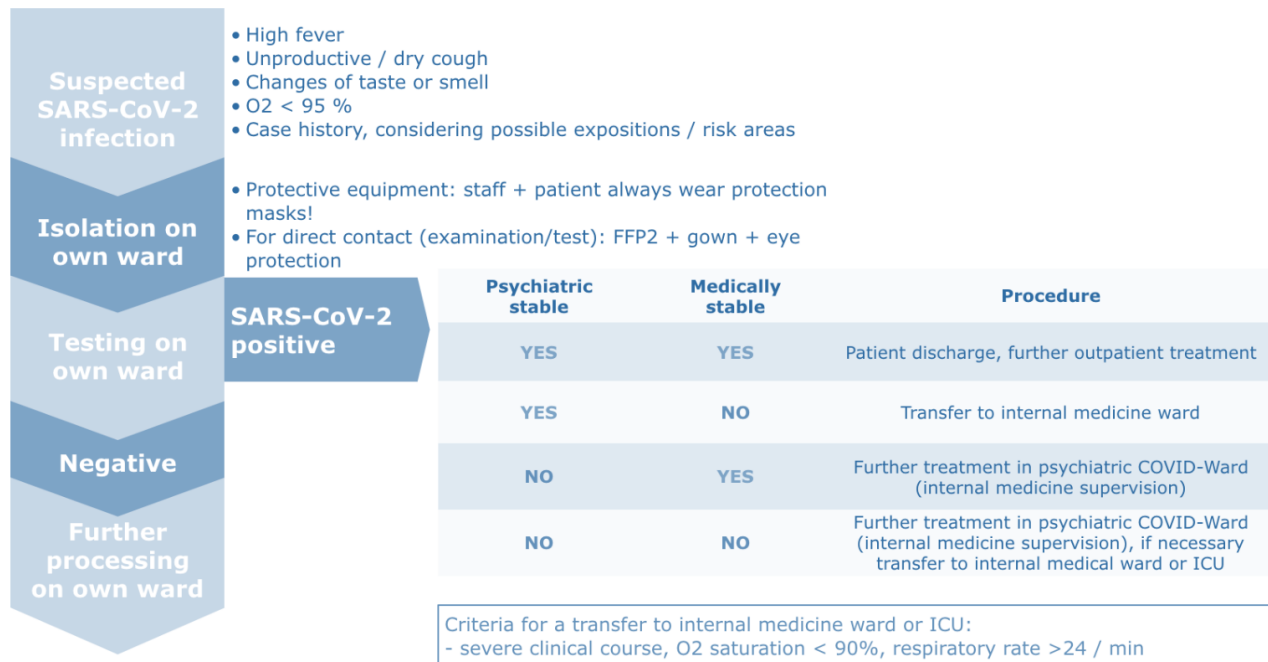 Suspected
SARS-CoV-2
infection
• High fever
• Unproductive / dry cough
• Changes of taste or smell
• O2 < 95 %
• Case history, considering possible expositions / risk areas
Isolation on
own ward
• Protective equipment: staff + patient always wear protection
masks!
• For direct contact (examination/test): FFP2 + gown + eye
protection
Testing on
own ward
SARS-CoV-2
positive
Psychiatric
stable
Medically
stable
Procedure
YES YES Patient discharge, further outpatient treatment
YES NO Transfer to internal medicine ward
NO YES Further treatment in psychiatric COVID-Ward
(internal medicine supervision)
NO NO Further treatment in psychiatric COVID-Ward
(internal medicine supervision), if necessary
transfer to internal medical ward or ICU
Negative
Further
processing
on own ward
Criteria for a transfer to internal medicine ward or ICU:
- severe clinical course, O2 saturation < 90%, respiratory rate >24 / min